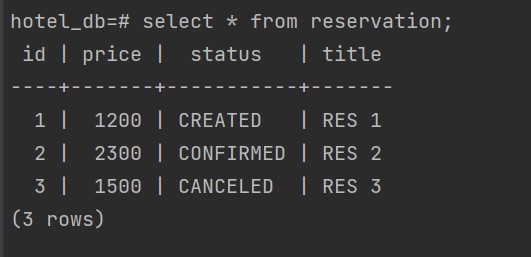 hotel_db=# select * from reservation;
 id | price |  status   | title
----+-------+-----------+-------
  1 |  1200 | CREATED   | RES 1
  2 |  2300 | CONFIRMED | RES 2
  3 |  1500 | CANCELED  | RES 3
(3 rows)